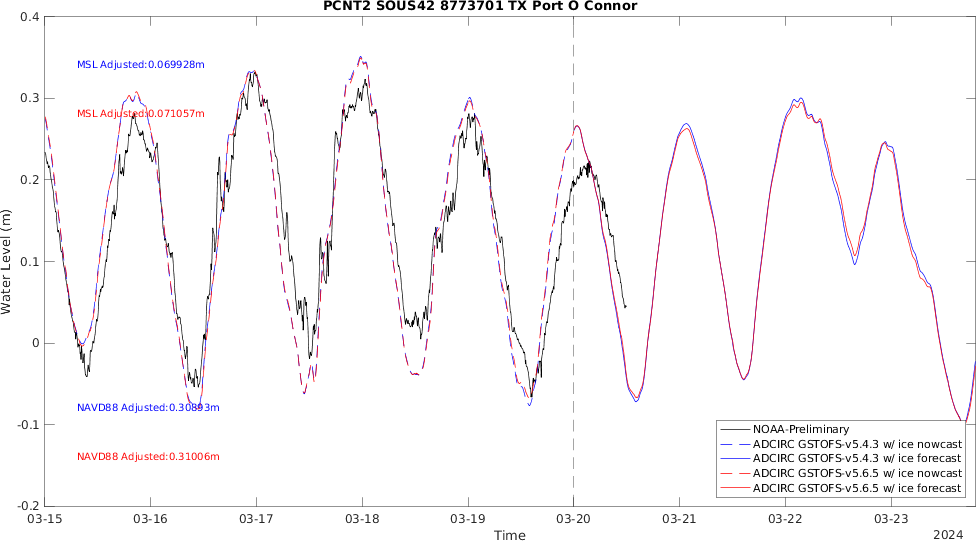 PCNT2 SOUS42 8773701 TX Port O Connor
0.4
0.3
0.2
0.1
0
-0.1
-0.2
Water Level (m)
MSL Adjusted:0.069928m
MSL Adjusted:0.071057m
NAVD88 Adjusted:0.30893m
NAVD88 Adjusted:0.31006m
NOAA-Preliminary
ADCIRC GSTOFS-v5.4.3 w/ ice nowcast
ADCIRC GSTOFS-v5.4.3 w/ ice forecast
ADCIRC GSTOFS-v5.6.5 w/ ice nowcast
ADCIRC GSTOFS-v5.6.5 w/ ice forecast
03-15 03-16 03-17 03-18 03-19 03-20 03-21 03-22 03-23
Time
2024